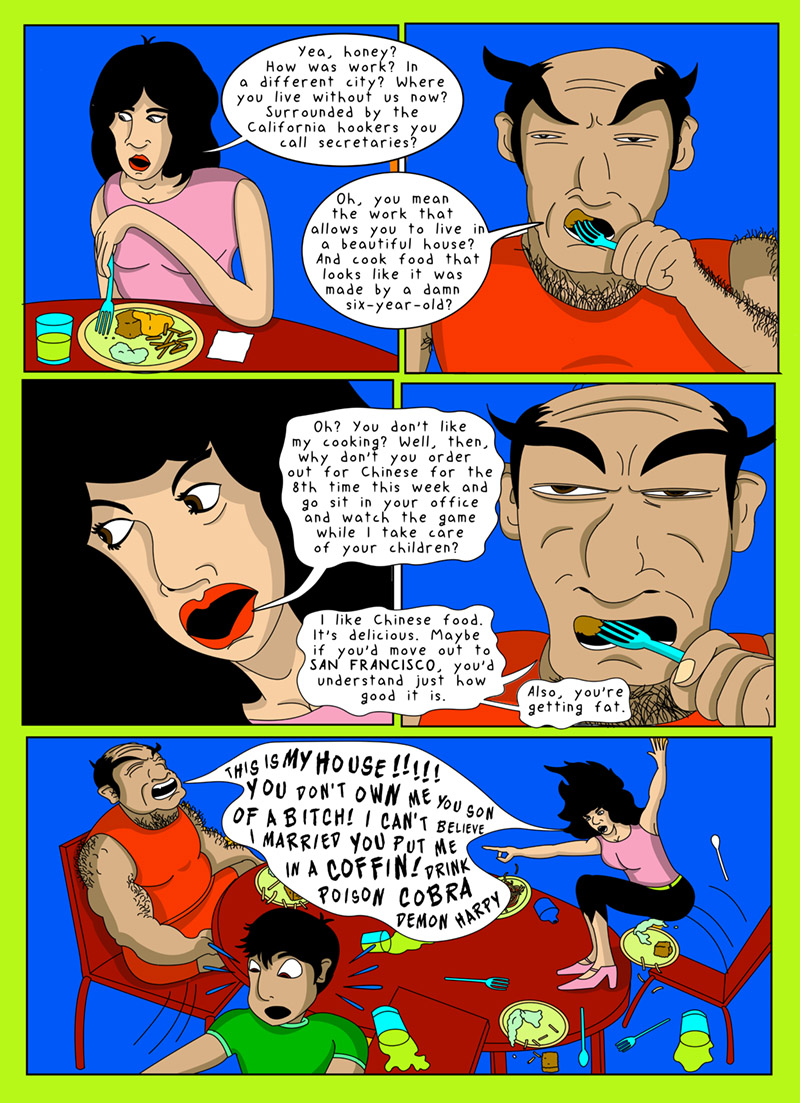 Yea, honey?
How was work? In
a different city? Where
you live without us now?
Surrounded by the
California hookers you
call secretaries?
Oh, you mean
the work that
allows you to live in
a beautiful house?
And cook food that
looks like it was
made by a damn
six-year-old?
Oh? You don't like
my cooking? Well, then,
why don't you order
out for Chinese for the
8th time this week and
go sit in your office
and watch the game
while I take care
of your children?
I like Chinese food.
It's delicious. Maybe
if you'd move out to
SAN FRANCISCO, you'd
understand just how
good it is.
Also, you're
getting fat.
THIS IS MY HOUSE!!!!!
YOU DON'T OWN ME YOU SON
OF A BITCH! I CAN'T BELIEVE
I MARRIED YOU PUT ME
IN A COFFIN! DRINK
POISON COBRA
DEMON HARPY